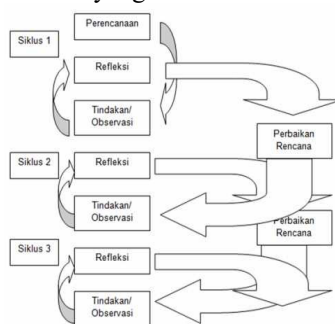 Perencanaan
Siklus 1
Refleksi
Tindakan/
Observasi
Perbaikan
Rencana
Siklus 2
Refleksi
Tindakan/
Observasi
Perbaikan
Rencana
Siklus 3
Refleksi
Tindakan/
Observasi